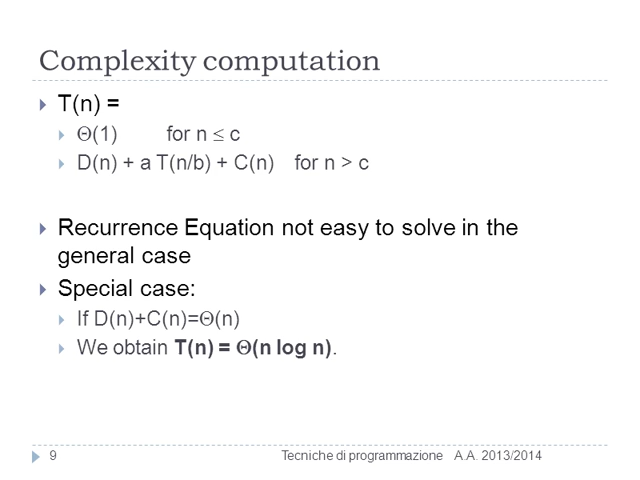 Complexity computation
T(n) =
Θ(1) for n ≤ c
D(n) + a T(n/b) + C(n) for n > c
Recurrence Equation not easy to solve in the
general case
Special case:
If D(n)+C(n)=Θ(n)
We obtain T(n) = Θ(n log n).
9 Tecniche di programmazione A.A. 2013/2014